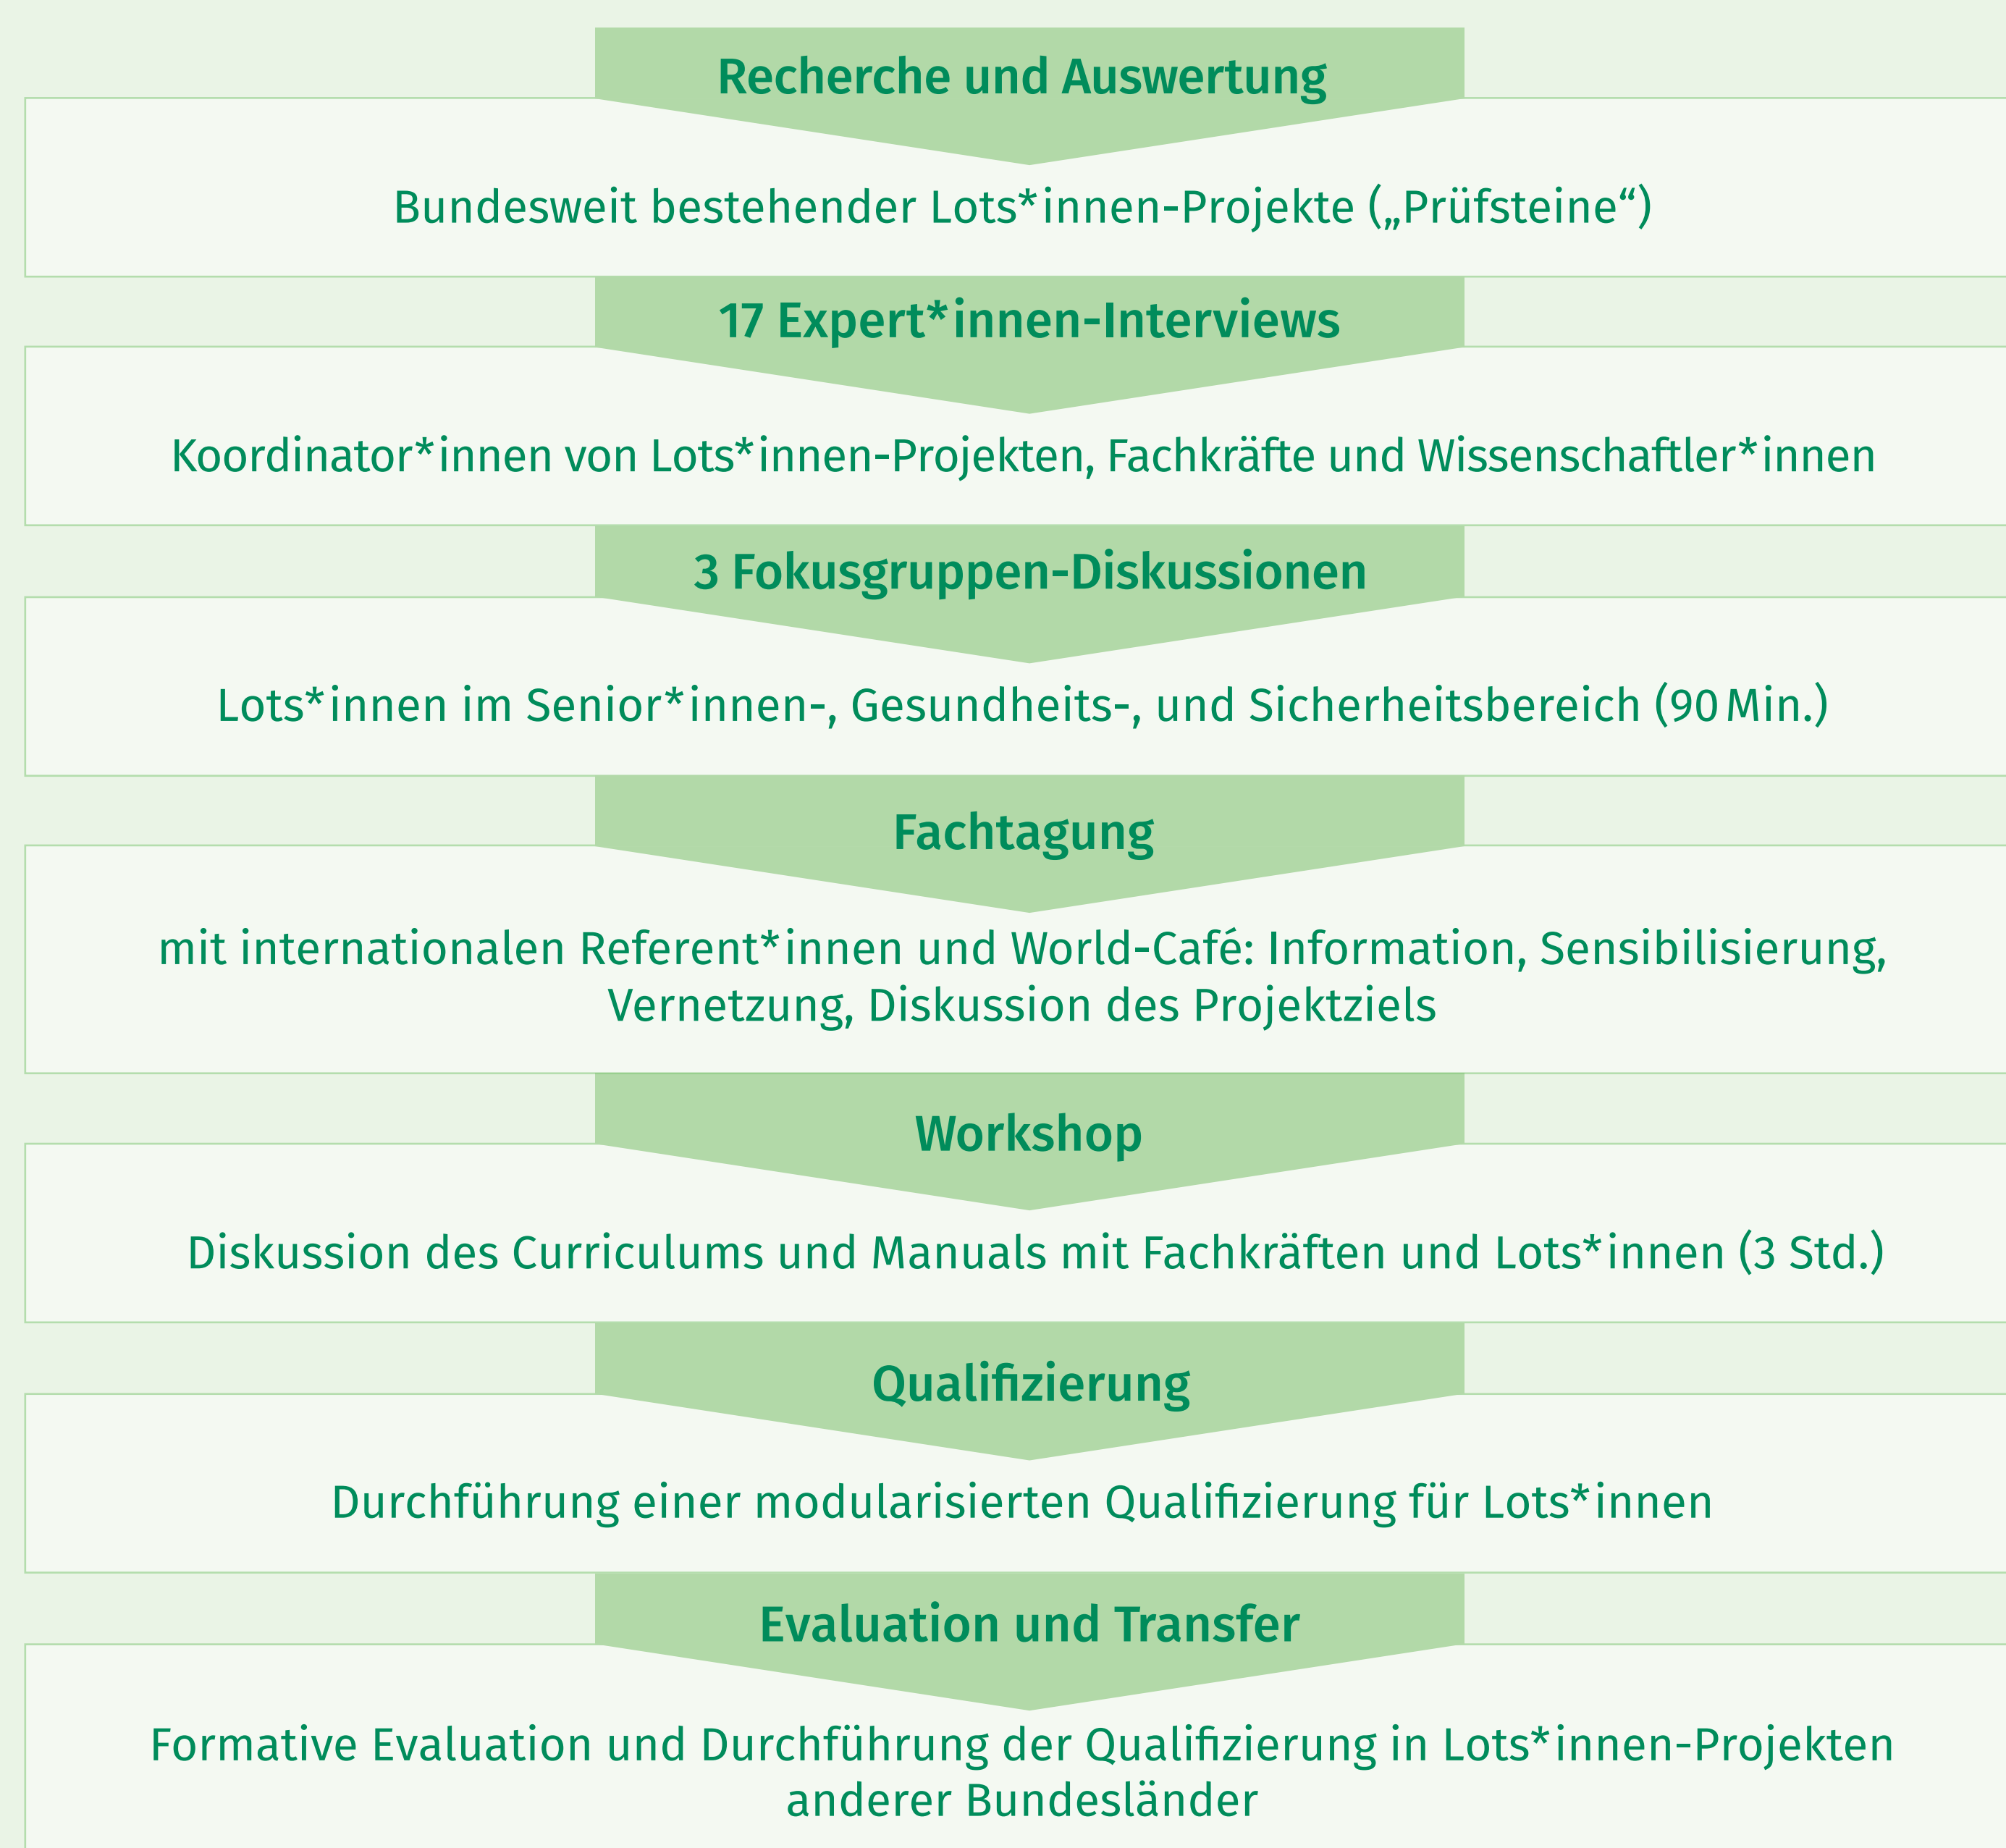 Recherche und Auswertung
Bundesweit bestehender Lots*innen-Projekte („Prüfsteine“)
17 Expert*innen-Interviews
Koordinator*innen von Lots*innen-Projekten, Fachkräfte und Wissenschaftler*innen
3 Fokusgruppen-Diskussionen
Lots*innen im Senior*innen-, Gesundheits-, und Sicherheitsbereich (90 Min.)
Fachtagung
mit internationalen Referent*innen und World-Café: Information, Sensibilisierung,
Vernetzung, Diskussion des Projektziels
Workshop
Diskussion des Curriculums und Manuals mit Fachkräften und Lots*innen (3 Std.)
Qualifizierung
Durchführung einer modularisierten Qualifizierung für Lots*innen
Evaluation und Transfer
Formative Evaluation und Durchführung der Qualifizierung in Lots*innen-Projekten
anderer Bundesländer